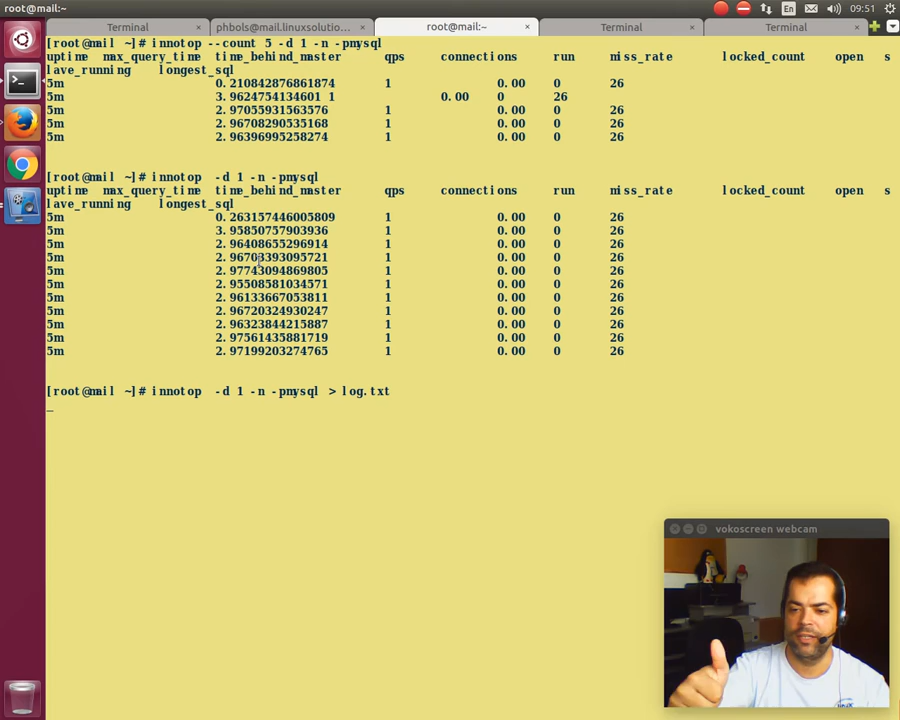 root@mail:~
En
09:51
Terminal × phbols@mail.linuxsolutio... × root@mail:~ × Terminal × Terminal ×
[root@mail ~]# innotop --count 5 -d 1 -n -pmysql
uptime max_query_time time_behind_master qps connections run miss_rate locked_count open s
lave_running longest_sql
5m 0.210842876861874 1 0.00 0 26
5m 3.9624754134601 1 0.00 0 26
5m 2.97055931563576 1 0.00 0 26
5m 2.96708290535168 1 0.00 0 26
5m 2.96396995258274 1 0.00 0 26
[root@mail ~]# innotop -d 1 -n -pmysql
uptime max_query_time time_behind_master qps connections run miss_rate locked_count open s
lave_running longest_sql
5m 0.263157446005809 1 0.00 0 26
5m 3.95850757903936 1 0.00 0 26
5m 2.96408655296914 1 0.00 0 26
5m 2.96703393095721 1 0.00 0 26
5m 2.97743094869805 1 0.00 0 26
5m 2.95508581034571 1 0.00 0 26
5m 2.96133667053811 1 0.00 0 26
5m 2.96720324930247 1 0.00 0 26
5m 2.96323844215887 1 0.00 0 26
5m 2.97561435881719 1 0.00 0 26
5m 2.97199203274765 1 0.00 0 26
[root@mail ~]# innotop -d 1 -n -pmysql > log.txt
vokoscreen webcam